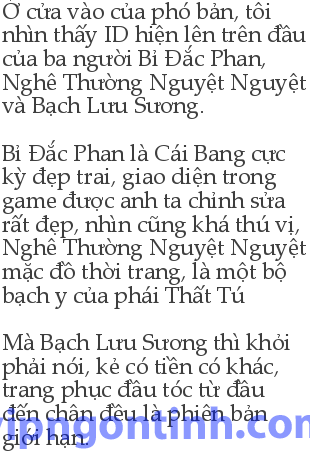 Ở cửa vào của phó bản, tôi
nhìn thấy ID hiện lên trên đầu
của ba người Bỉ Đắc Phan,
Nghê Thường Nguyệt Nguyệt
và Bạch Lưu Sương.
Bỉ Đắc Phan là Cái Bang cực
kỳ đẹp trai, giao diện trong
game được anh ta chỉnh sửa
rất đẹp, nhìn cũng khá thú vị,
Nghê Thường Nguyệt Nguyệt
mặc đồ thời trang, là một bộ
bạch y của phái Thất Tú
Mà Bạch Lưu Sương thì khỏi
phải nói, kẻ có tiền có khác,
trang phục đầu tóc từ đầu
đến chân đều là phiên bản
giới hạn.
vipngontinh.com